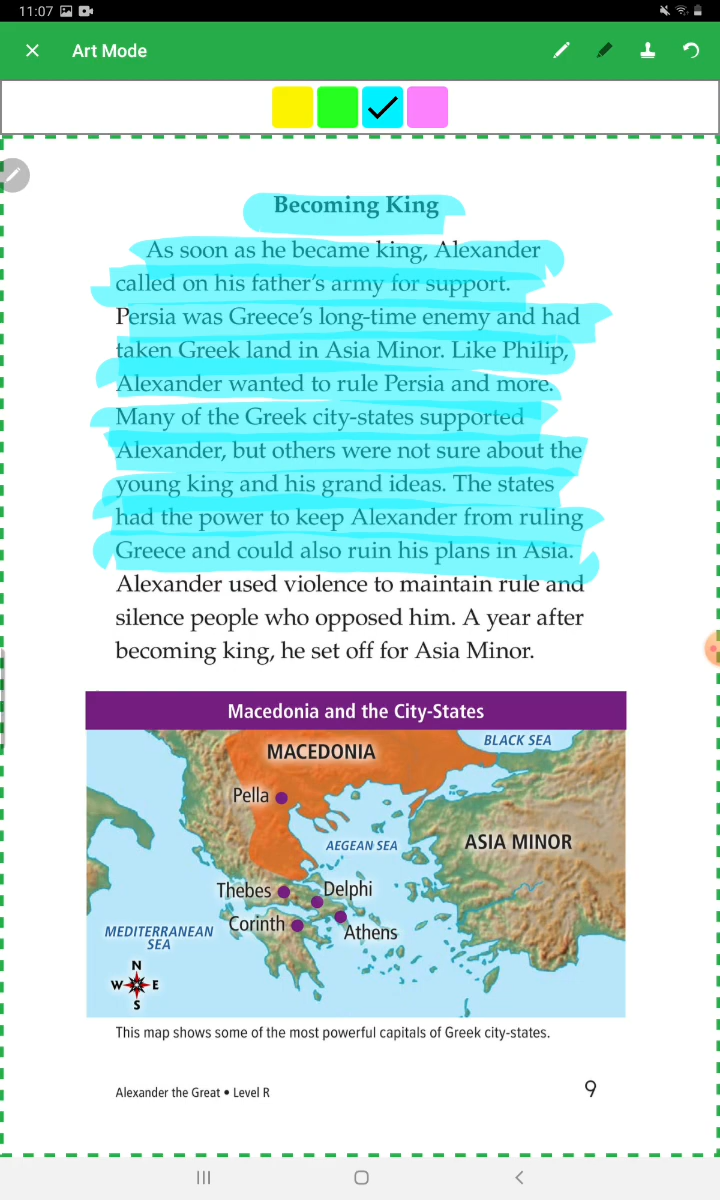 11:07
Art Mode
Becoming King
As soon as he became king, Alexander
called on his father's army for support.
Persia was Greece's long-time enemy and had
taken Greek land in Asia Minor. Like Philip,
Alexander wanted to rule Persia and more.
Many of the Greek city-states supported
Alexander, but others were not sure about the
young king and his grand ideas. The states
had the power to keep Alexander from ruling
Greece and could also ruin his plans in Asia.
Alexander used violence to maintain rule and
silence people who opposed him. A year after
becoming king, he set off for Asia Minor.
Macedonia and the City-States
BLACK SEA
MACEDONIA
Pella
AEGEAN SEA
ASIA MINOR
Thebes
Delphi
Corinth
Athens
MEDITERRANEAN
SEA
N
W E
S
This map shows some of the most powerful capitals of Greek city-states.
Alexander the Great • Level R
9